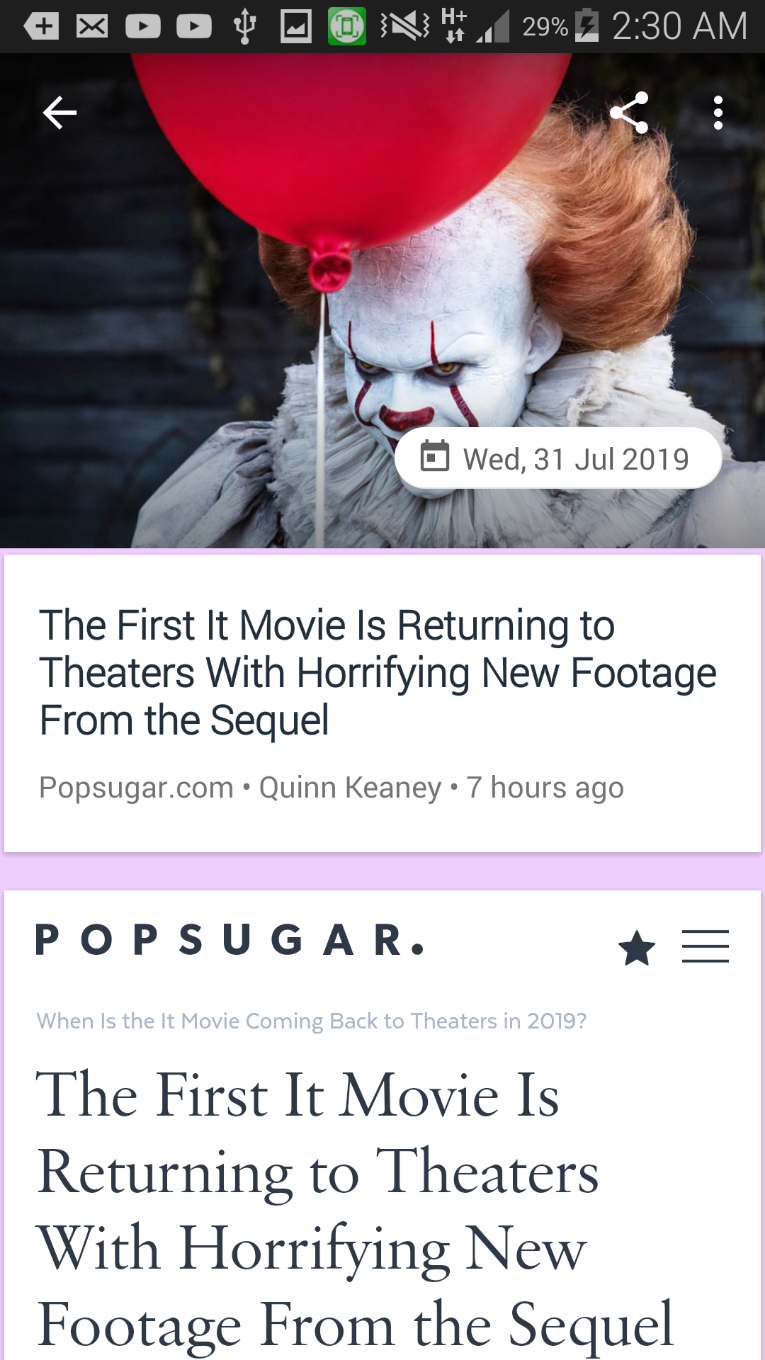 H+ 29% 2:30 AM
Wed, 31 Jul 2019
The First It Movie Is Returning to
Theaters With Horrifying New Footage
From the Sequel
Popsugar.com • Quinn Keaney • 7 hours ago
POPSUGAR.
When Is the It Movie Coming Back to Theaters in 2019?
The First It Movie Is
Returning to Theaters
With Horrifying New
Footage From the Sequel